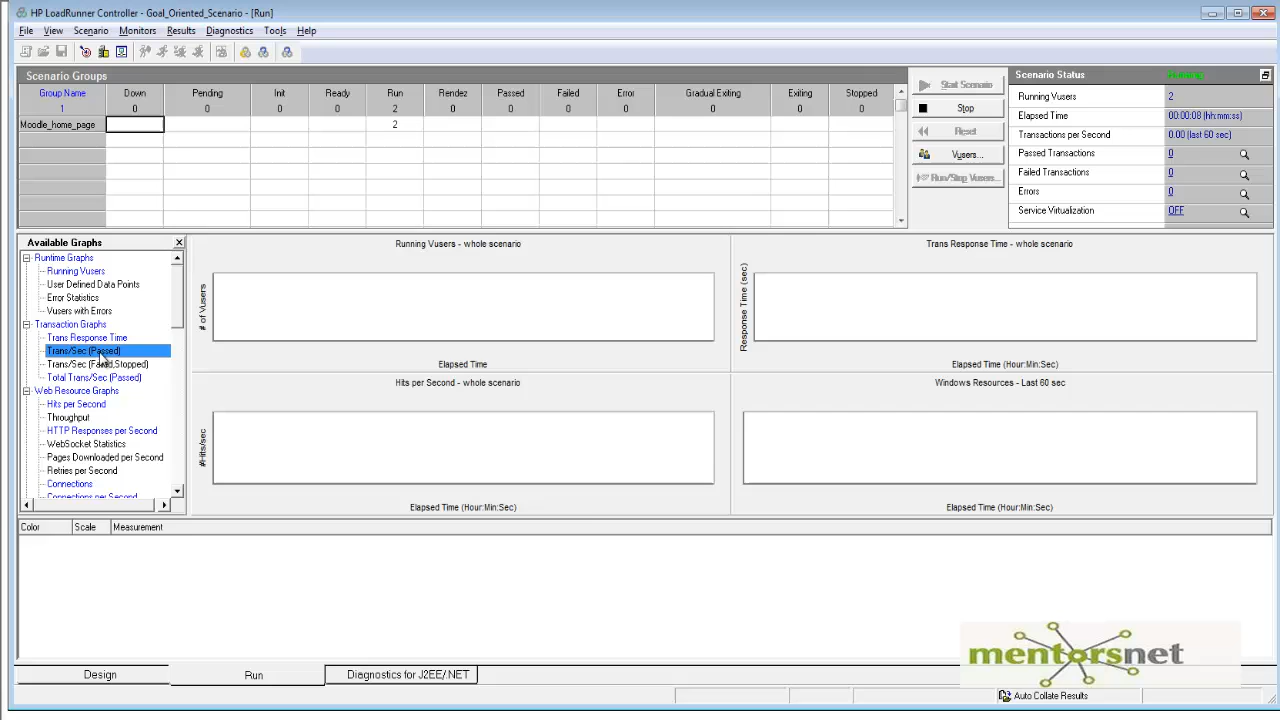 HP LoadRunner Controller - Goal_Oriented_Scenario - [Run]
File View Scenario Monitors Results Diagnostics Tools Help
Scenario Groups
Group Name Down Pending Ready Run Rendez Passed Failed Error Gradual Exiting Exiting Stopped
1 0 0 0 0 2 0 0 0 0 0 0 0
Moodle_home_page 2
Start Scenario
Stop
Reset
Vusers...
Run/Stop Vusers...
Scenario Status
Running Vusers 2
Elapsed Time 00:00:08 (hh:mm:ss)
Transactions per Second 0.00 (last 60 sec)
Passed Transactions 0
Failed Transactions 0
Errors 0
Service Virtualization OFF
Available Graphs
Runtime Graphs
Running Vusers
User Defined Data Points
Error Statistics
Vusers with Errors
Transaction Graphs
Trans Response Time
Trans/Sec (Passed)
Trans/Sec (Failed,Stopped)
Total Trans/Sec (Passed)
Web Resource Graphs
Hits per Second
Throughput
HTTP Responses per Second
WebSocket Statistics
Pages Downloaded per Second
Retries per Second
Connections
Connections per Second
Running Vusers - whole scenario
# of Vusers
Elapsed Time
Trans Response Time - whole scenario
Response Time (sec)
Elapsed Time (Hour:Min:Sec)
Hits per Second - whole scenario
#Hits/sec
Elapsed Time (Hour:Min:Sec)
Windows Resources - Last 60 sec
Elapsed Time (Hour:Min:Sec)
Color Scale Measurement
mentorsnet
Design Run Diagnostics for J2EE/.NET
Auto Collate Results